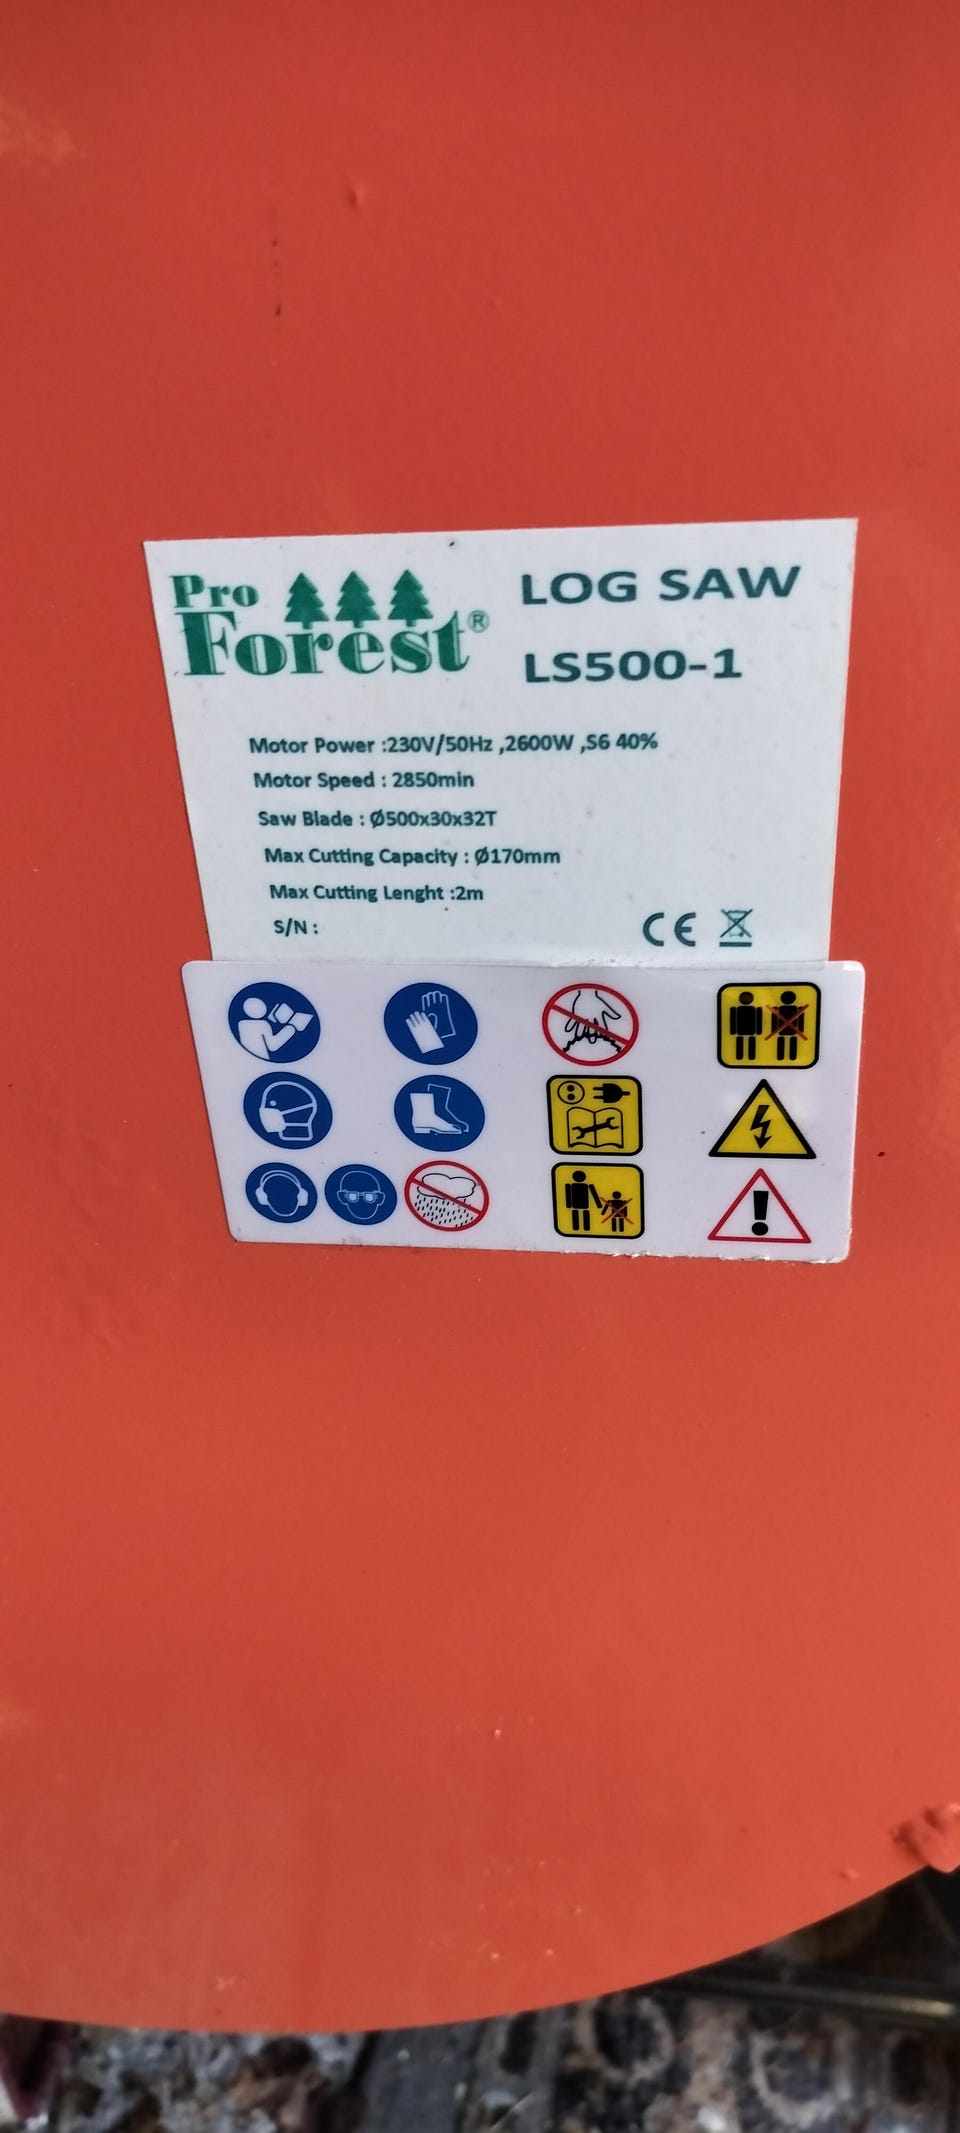 Pro
Forest®
LOG SAW
LS500-1
Motor Power :230V/50Hz ,2600W ,S6 40%
Motor Speed : 2850min
Saw Blade : Ø500x30x32T
Max Cutting Capacity : Ø170mm
Max Cutting Lenght :2m
S/N :
CE